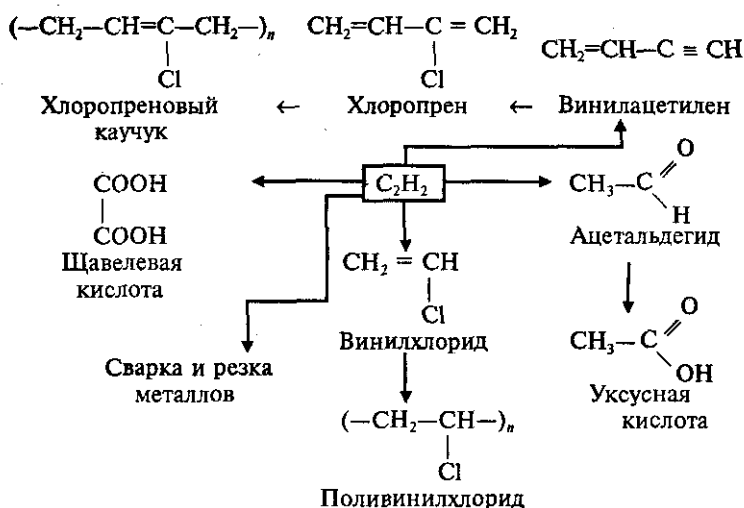 (—CH₂—CH=C—CH₂—)ₙ
Cl
Хлоропреновый
каучук
←
CH₂=CH—C = CH₂
Cl
Хлоропрен
←
CH₂=CH—C ≡ CH
Винилацетилен
COOH
COOH
Щавелевая
кислота
C₂H₂
CH₃—C
O
H
Ацетальдегид
CH₂ = CH
Cl
Винилхлорид
Сварка и резка
металлов
CH₃—C
O
OH
Уксусная
кислота
(—CH₂—CH—)ₙ
Cl
Поливинилхлорид